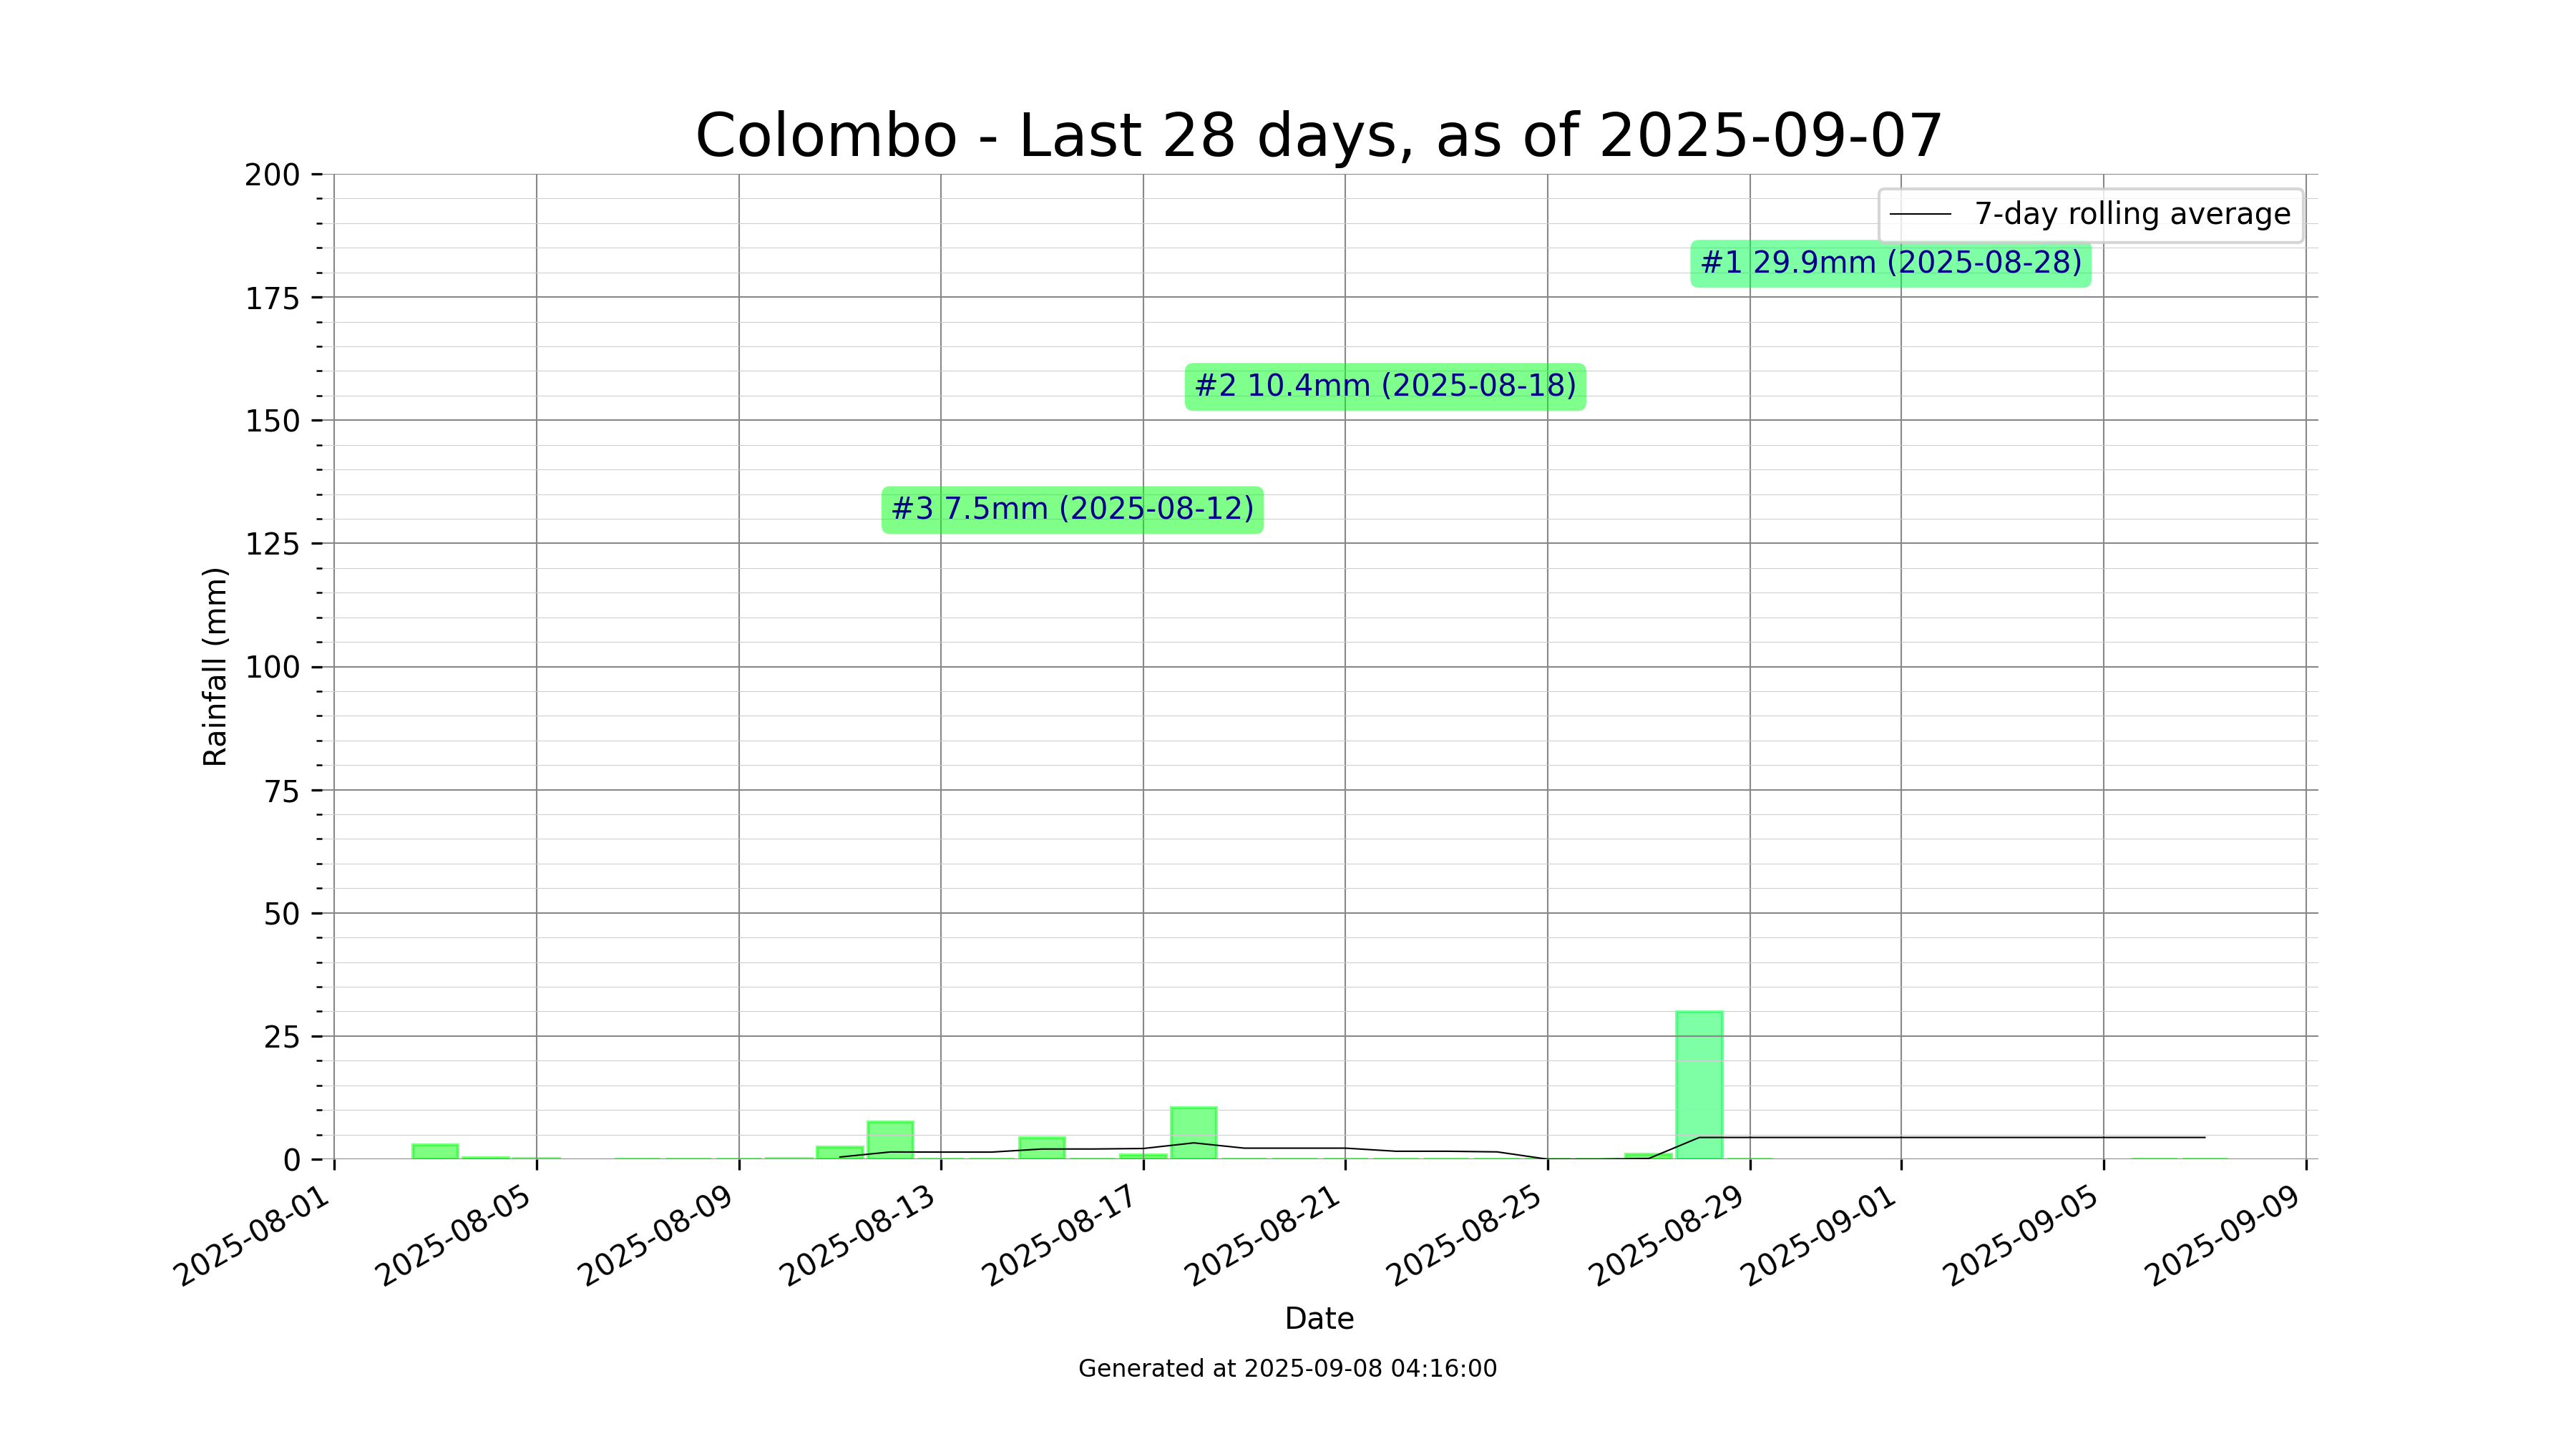 Colombo - Last 28 days, as of 2025-09-07
200
175
150
125
100
75
50
25
0
Rainfall (mm)
7-day rolling average
#1 29.9mm (2025-08-28)
#2 10.4mm (2025-08-18)
#3 7.5mm (2025-08-12)
2025-08-01
2025-08-05
2025-08-09
2025-08-13
2025-08-17
2025-08-21
2025-08-25
2025-08-29
2025-09-01
2025-09-05
2025-09-09
Date
Generated at 2025-09-08 04:16:00